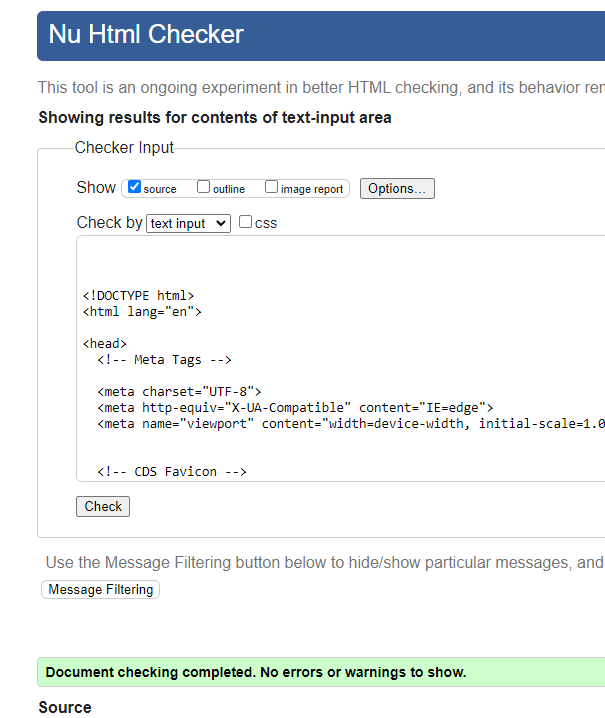 Nu Html Checker
This tool is an ongoing experiment in better HTML checking, and its behavior
Showing results for contents of text-input area
Checker Input
Show source outline image report Options...
Check by text input css
<!DOCTYPE html>
<html lang="en">
<head>
<!-- Meta Tags -->
<meta charset="UTF-8">
<meta http-equiv="X-UA-Compatible" content="IE=edge">
<meta name="viewport" content="width=device-width, initial-scale=1.0
<!-- CDS Favicon -->
Check
Use the Message Filtering button below to hide/show particular messages, and
Message Filtering
Document checking completed. No errors or warnings to show.
Source